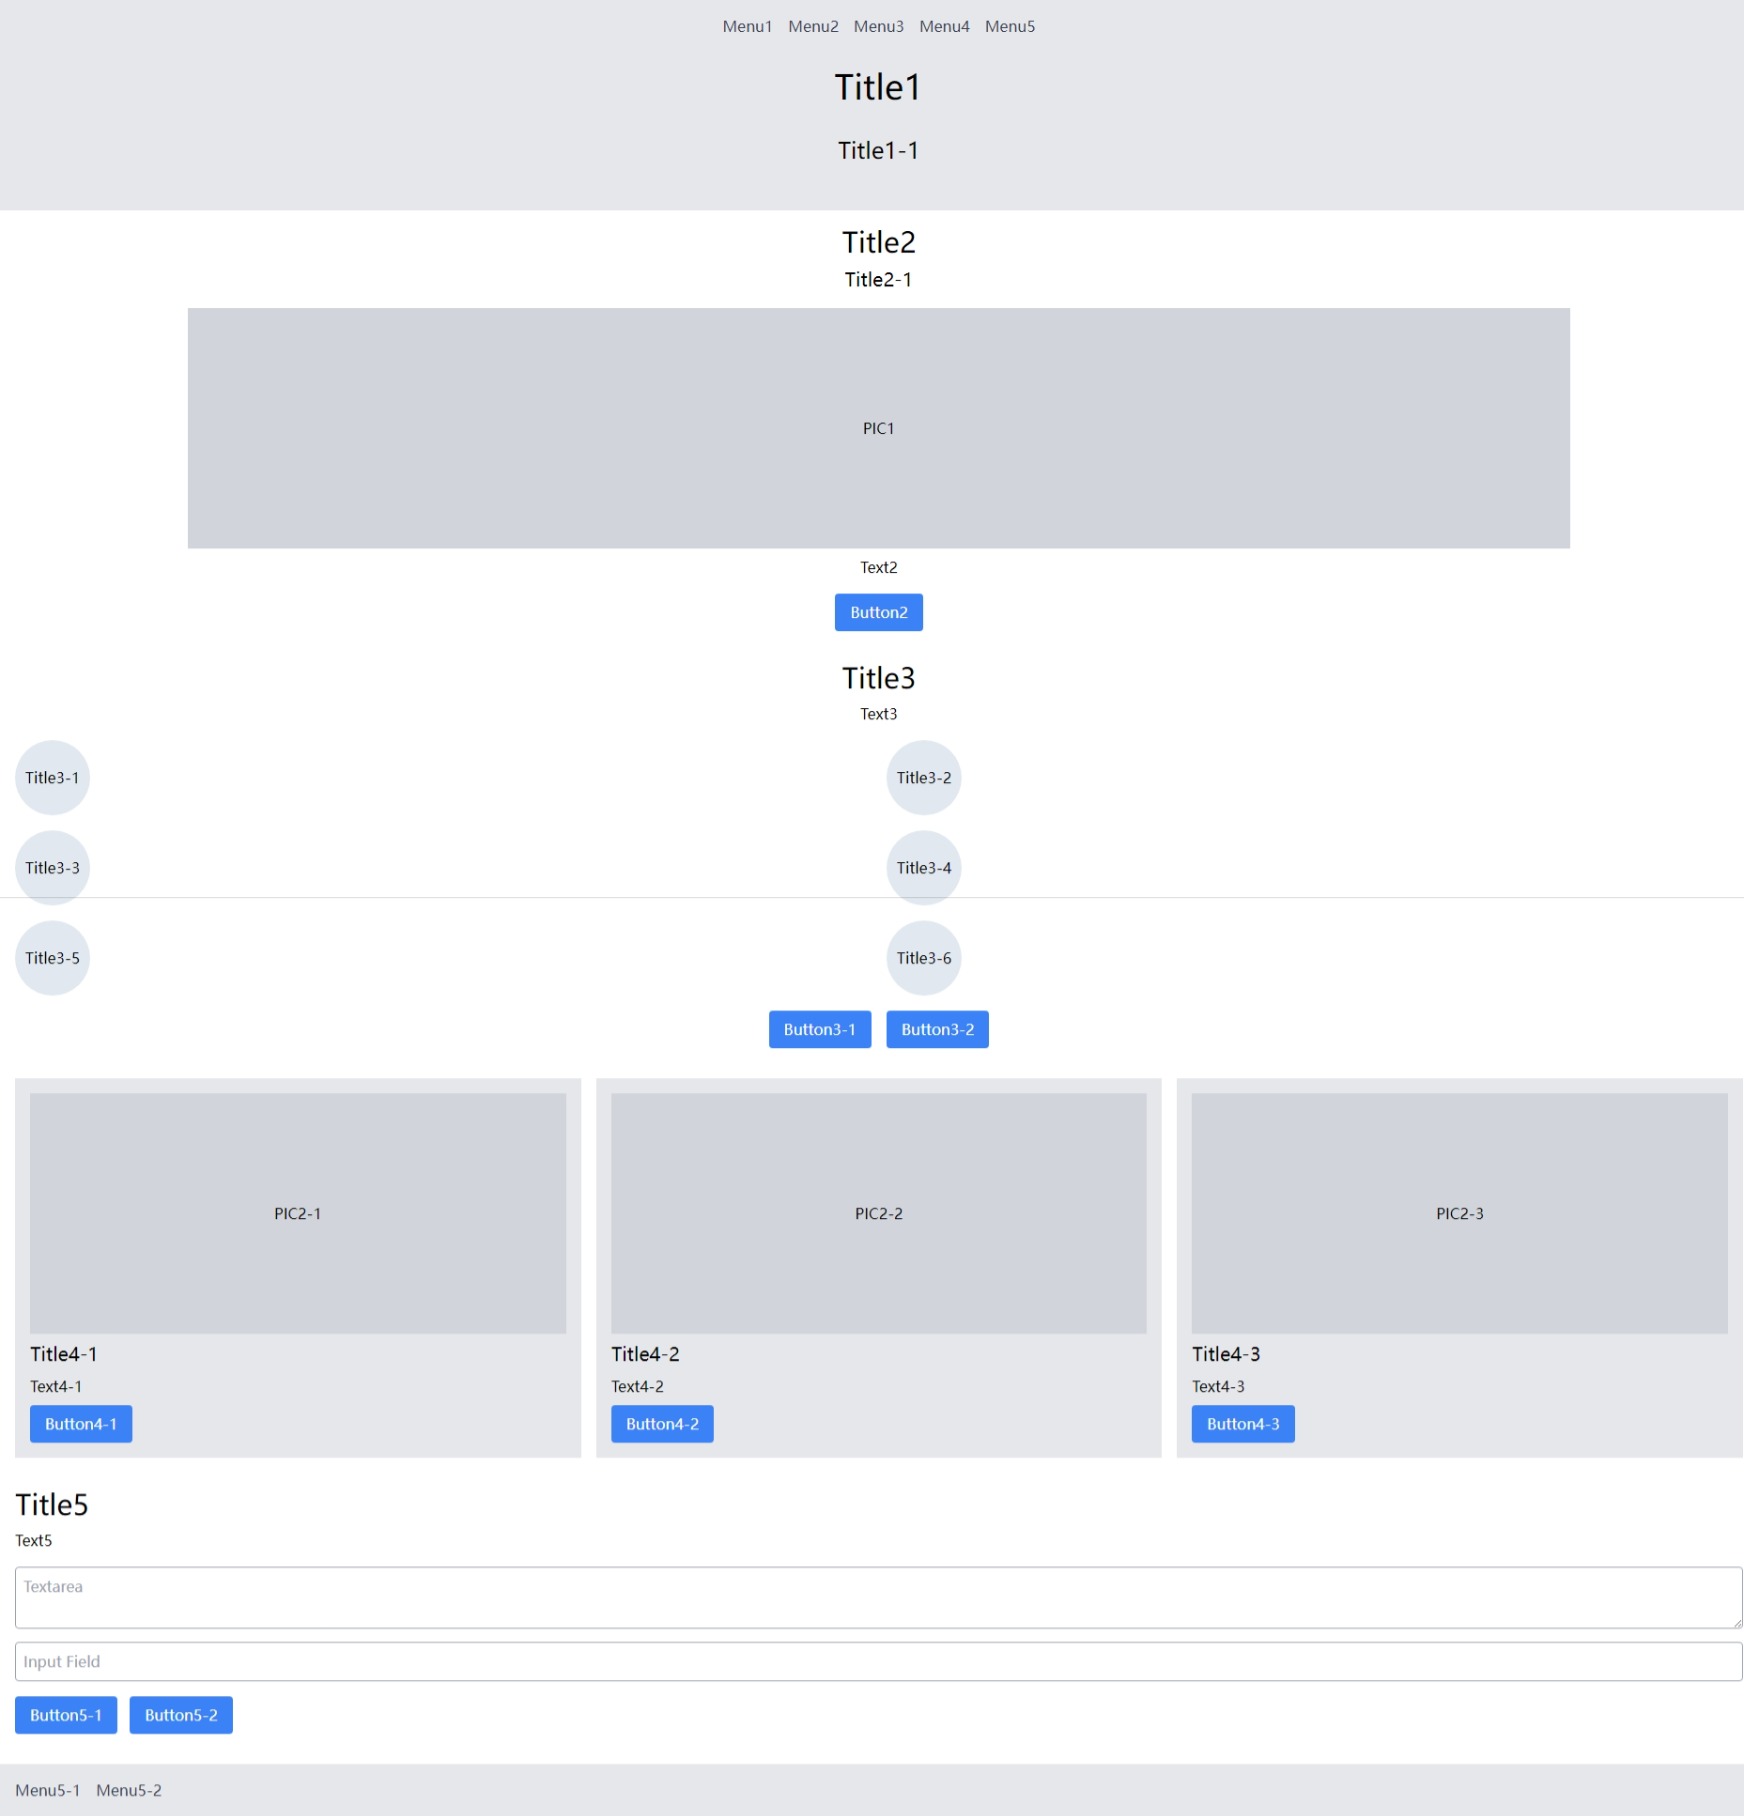 Menu1 Menu2 Menu3 Menu4 Menu5
Title1
Title1-1
Title2
Title2-1
PIC1
Text2
Button2
Title3
Text3
Title3-1 Title3-2
Title3-3 Title3-4
Title3-5 Title3-6
Button3-1 Button3-2
PIC2-1 PIC2-2 PIC2-3
Title4-1 Title4-2 Title4-3
Text4-1 Text4-2 Text4-3
Button4-1 Button4-2 Button4-3
Title5
Text5
Textarea
Input Field
Button5-1 Button5-2
Menu5-1 Menu5-2